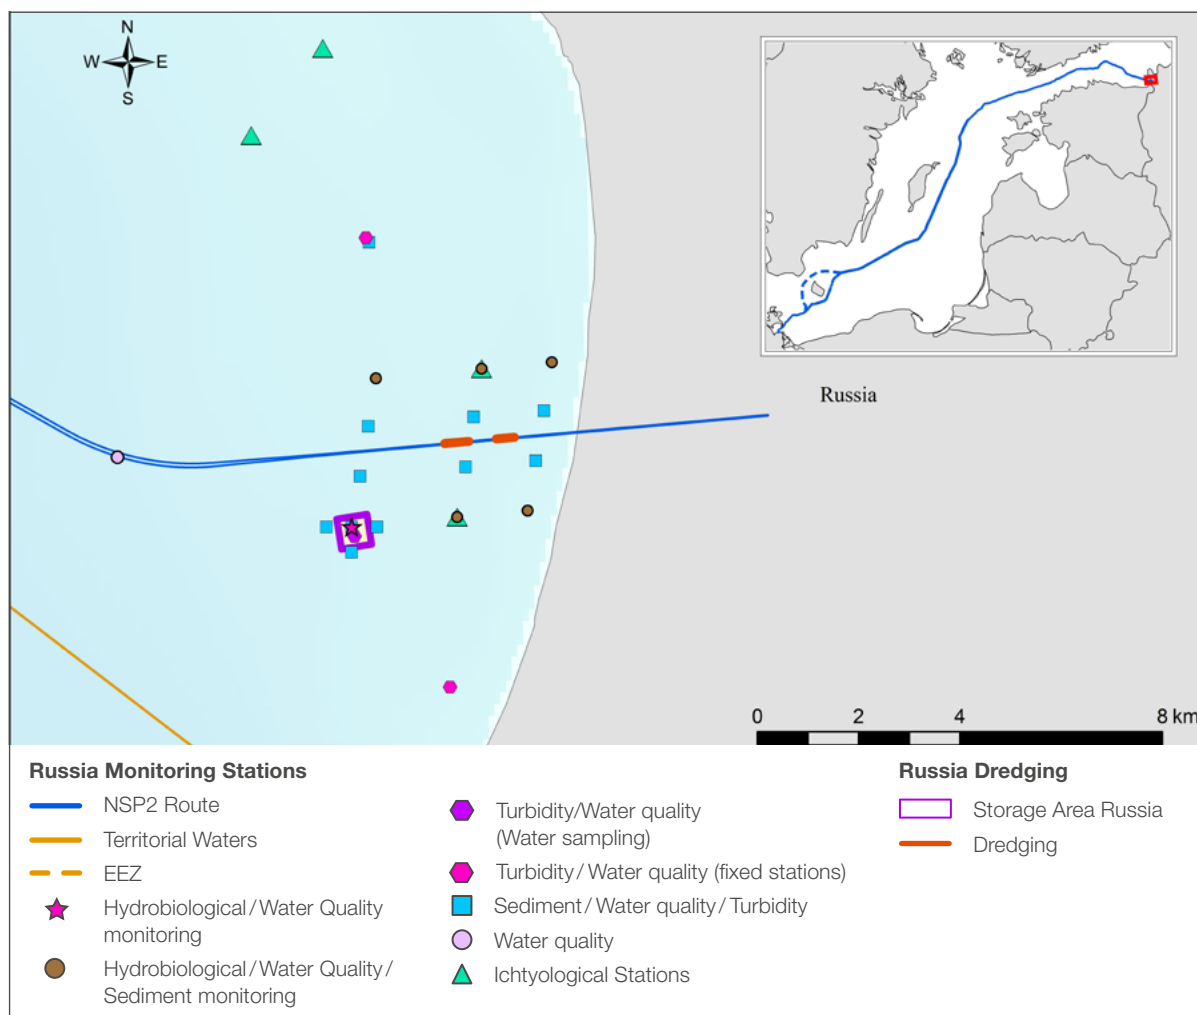 N
W E
S
Russia
0 2 4 8 km
Russia Monitoring Stations
NSP2 Route
Territorial Waters
EEZ
Hydrobiological/Water Quality
monitoring
Hydrobiological/Water Quality/
Sediment monitoring
Turbidity/Water quality
(Water sampling)
Turbidity/Water quality (fixed stations)
Sediment/Water quality/Turbidity
Water quality
Ichtyological Stations
Russia Dredging
Storage Area Russia
Dredging